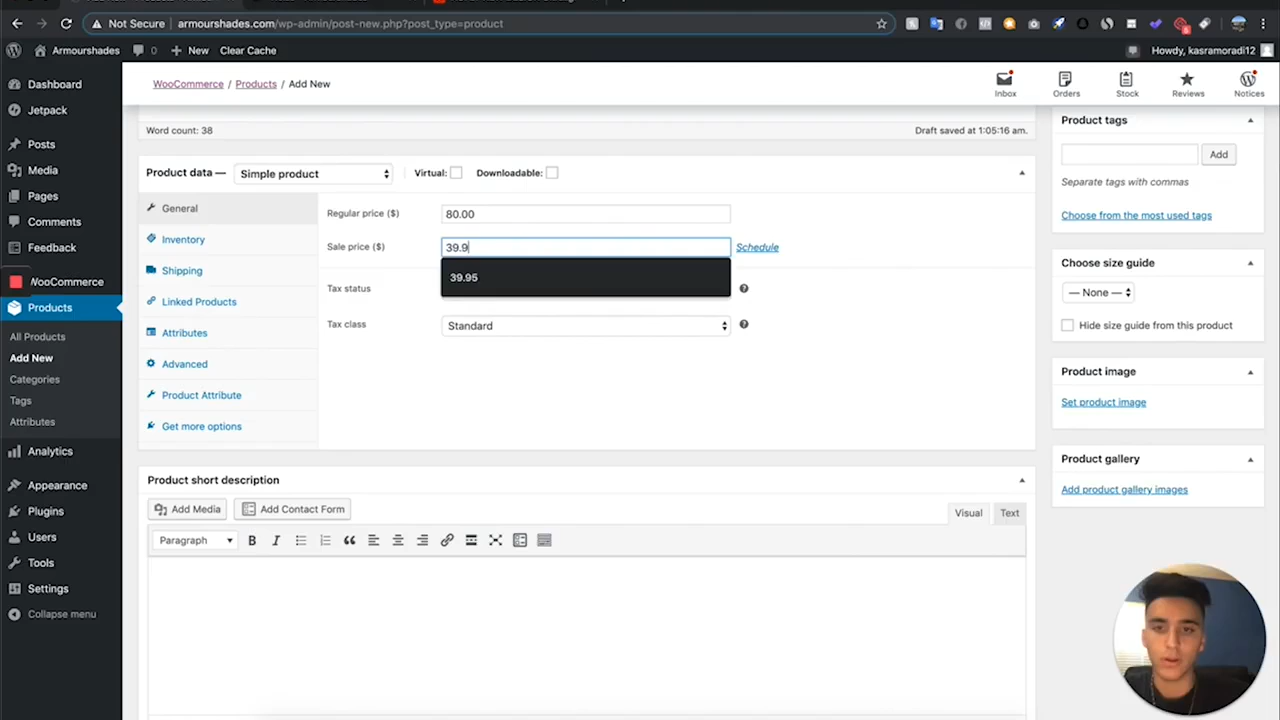 Not Secure | armourshades.com/wp-admin/post-new.php?post_type=product
Armourshades 0 New Clear Cache Howdy, kasramoradi12
WooCommerce / Products / Add New
Inbox Orders Stock Reviews Notices
Dashboard
Jetpack
Posts
Media
Pages
Comments
Feedback
WooCommerce
Products
All Products
Add New
Categories
Tags
Attributes
Analytics
Appearance
Plugins
Users
Tools
Settings
Collapse menu
Word count: 38 Draft saved at 1:05:16 am.
Product data — Simple product Virtual: Downloadable:
General
Inventory
Shipping
Linked Products
Attributes
Advanced
Product Attribute
Get more options
Regular price ($) 80.00
Sale price ($) 39.9 Schedule
39.95
Tax status
Tax class Standard
Product short description
Add Media Add Contact Form Visual Text
Paragraph
Product tags
Add
Separate tags with commas
Choose from the most used tags
Choose size guide
— None —
Hide size guide from this product
Product image
Set product image
Product gallery
Add product gallery images